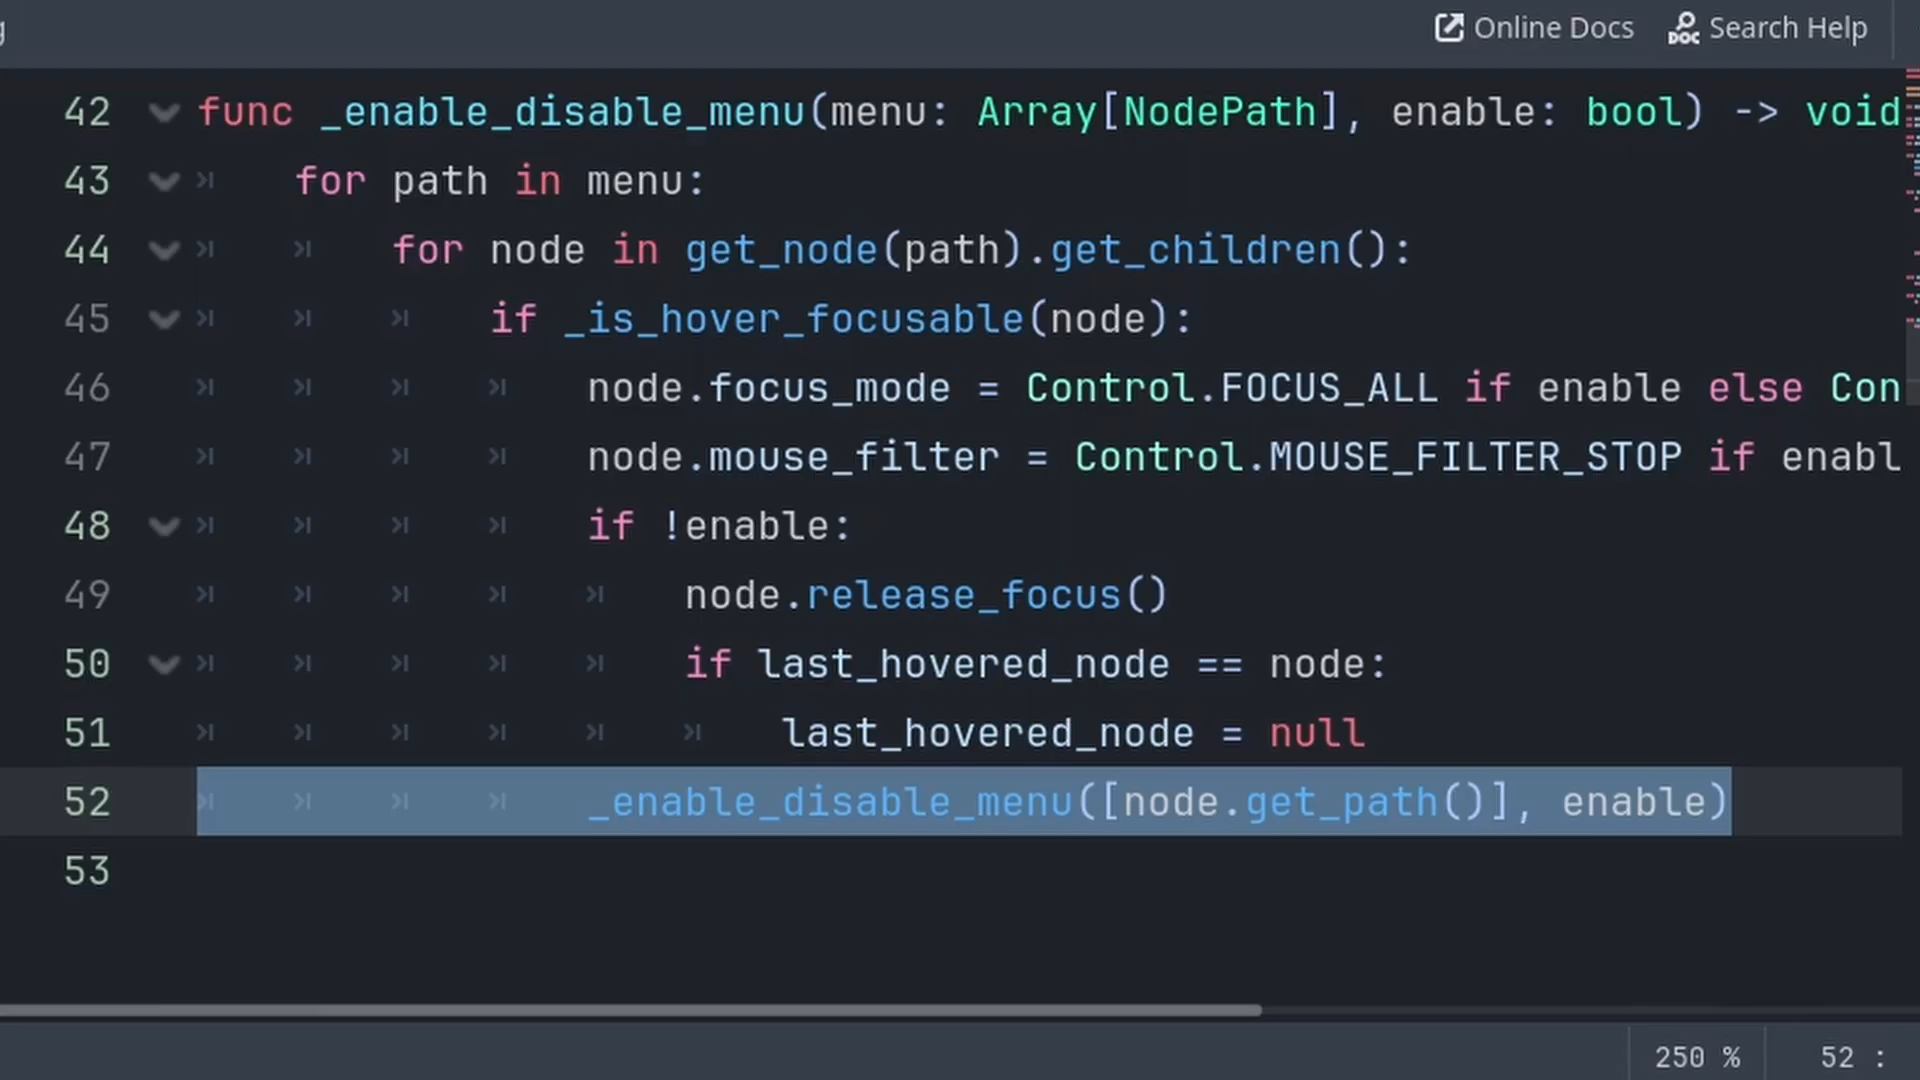 Online Docs Search Help
42 func _enable_disable_menu(menu: Array[NodePath], enable: bool) -> void
43 for path in menu:
44 for node in get_node(path).get_children():
45 if _is_hover_focusable(node):
46 node.focus_mode = Control.FOCUS_ALL if enable else Con
47 node.mouse_filter = Control.MOUSE_FILTER_STOP if enabl
48 if !enable:
49 node.release_focus()
50 if last_hovered_node == node:
51 last_hovered_node = null
52 _enable_disable_menu([node.get_path()], enable)
53
250 % 52 :